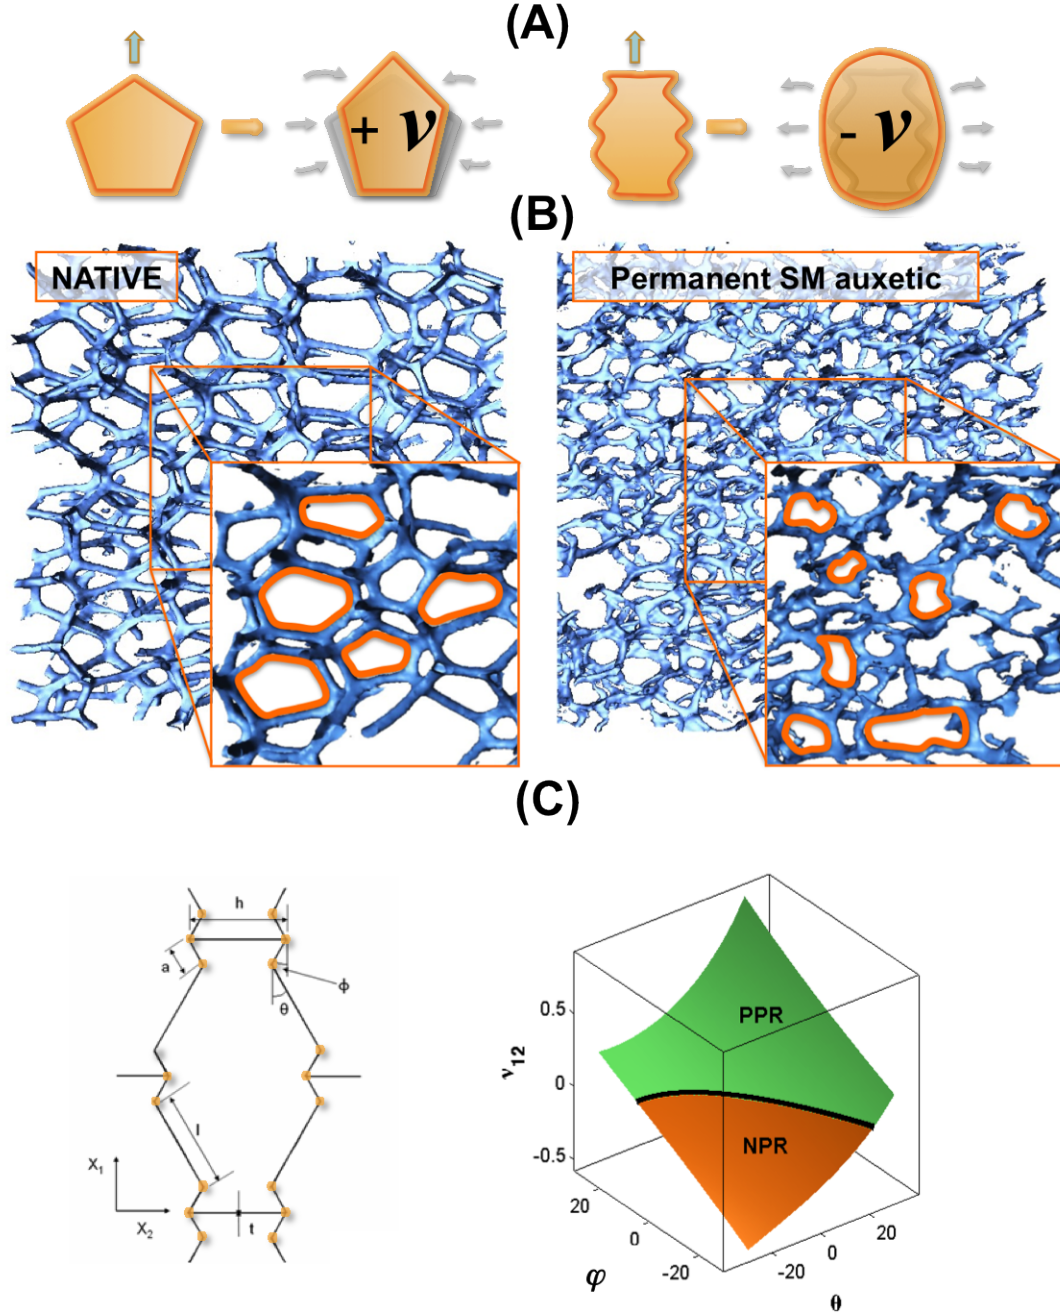 (A)
+ ν
- ν
(B)
NATIVE
Permanent SM auxetic
(C)
h
a
ϕ
θ
l
X1
X2
t
0.5
0
-0.5
ν12
PPR
NPR
20
0
-20
φ
-20
0
20
θ